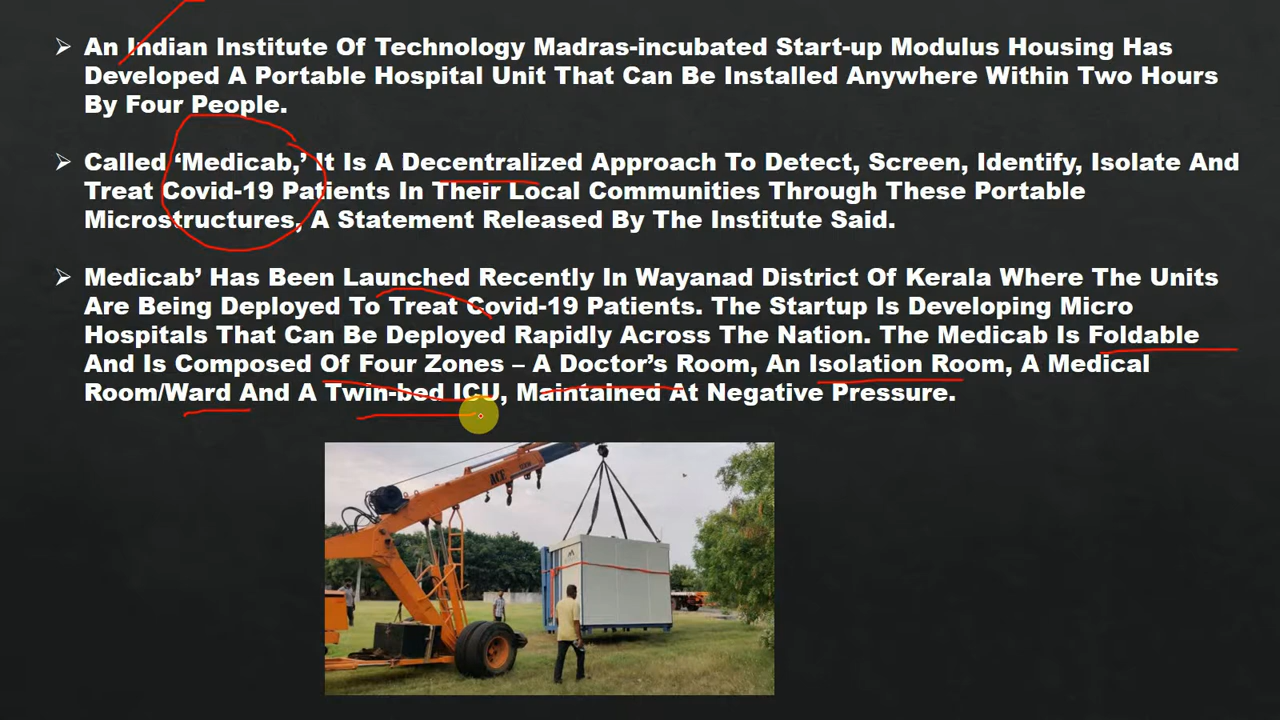 An Indian Institute Of Technology Madras-incubated Start-up Modulus Housing Has
Developed A Portable Hospital Unit That Can Be Installed Anywhere Within Two Hours
By Four People.
Called ‘Medicab,’ It Is A Decentralized Approach To Detect, Screen, Identify, Isolate And
Treat Covid-19 Patients In Their Local Communities Through These Portable
Microstructures, A Statement Released By The Institute Said.
Medicab’ Has Been Launched Recently In Wayanad District Of Kerala Where The Units
Are Being Deployed To Treat Covid-19 Patients. The Startup Is Developing Micro
Hospitals That Can Be Deployed Rapidly Across The Nation. The Medicab Is Foldable
And Is Composed Of Four Zones – A Doctor’s Room, An Isolation Room, A Medical
Room/Ward And A Twin-bed ICU, Maintained At Negative Pressure.
ACE